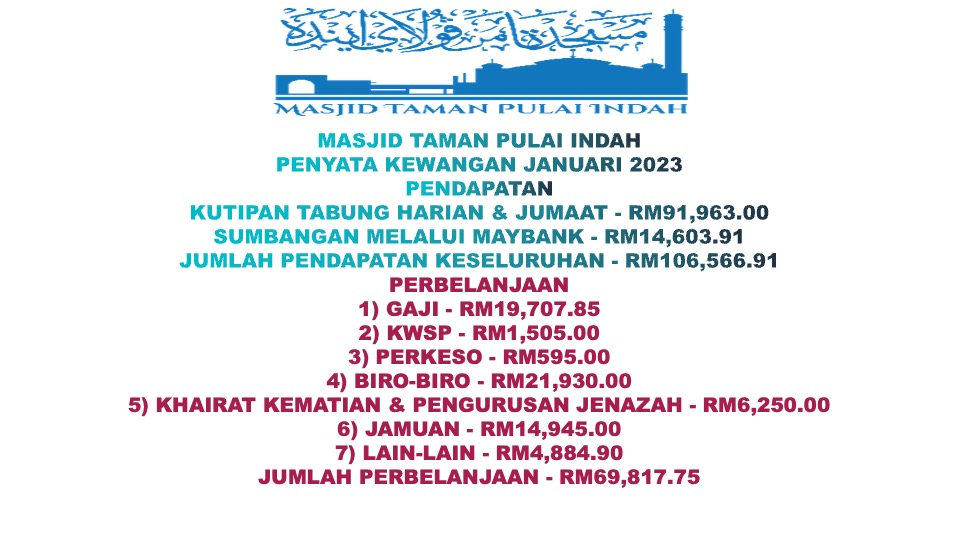 مسجد تامن ڤولاي اينده
MASJID TAMAN PULAI INDAH
MASJID TAMAN PULAI INDAH
PENYATA KEWANGAN JANUARI 2023
PENDAPATAN
KUTIPAN TABUNG HARIAN & JUMAAT - RM91,963.00
SUMBANGAN MELALUI MAYBANK - RM14,603.91
JUMLAH PENDAPATAN KESELURUHAN - RM106,566.91
PERBELANJAAN
1) GAJI - RM19,707.85
2) KWSP - RM1,505.00
3) PERKESO - RM595.00
4) BIRO-BIRO - RM21,930.00
5) KHAIRAT KEMATIAN & PENGURUSAN JENAZAH - RM6,250.00
6) JAMUAN - RM14,945.00
7) LAIN-LAIN - RM4,884.90
JUMLAH PERBELANJAAN - RM69,817.75